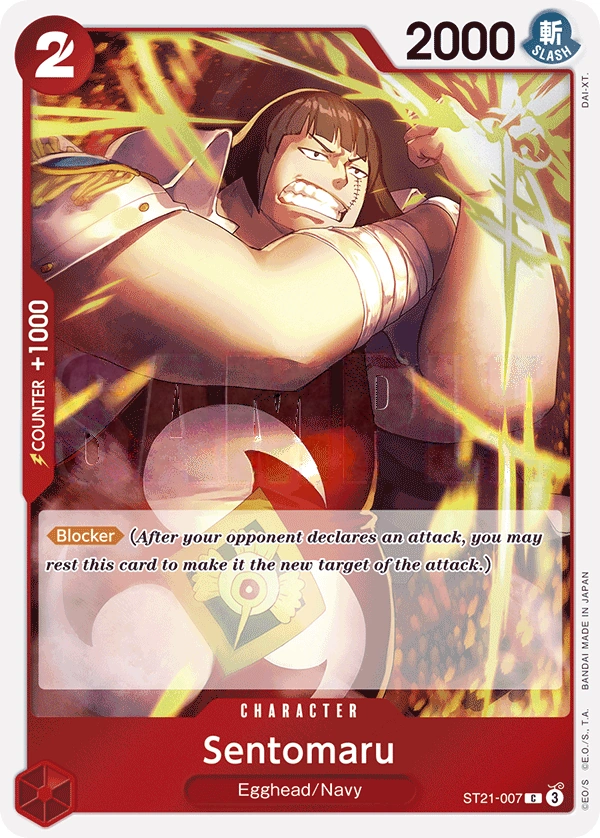 2
2000
斬
SLASH
DAI-XT.
COUNTER +1000
SAMPLE
Blocker (After your opponent declares an attack, you may
rest this card to make it the new target of the attack.)
CHARACTER
Sentomaru
Egghead/Navy
ST21-007 C 3
©EO/S ©E.O./S., T.A. BANDAI MADE IN JAPAN